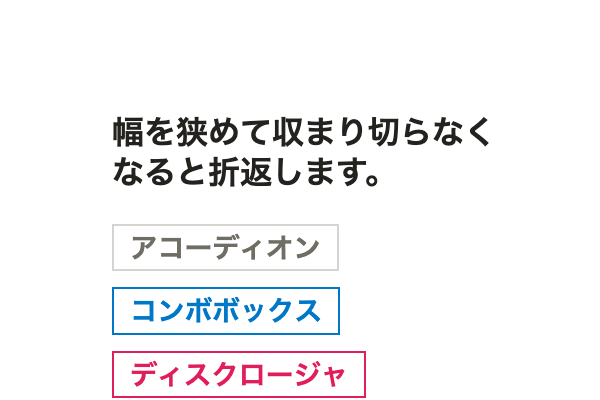 幅を狭めて収まり切らなく
なると折返します。
アコーディオン
コンボボックス
ディスクロージャ